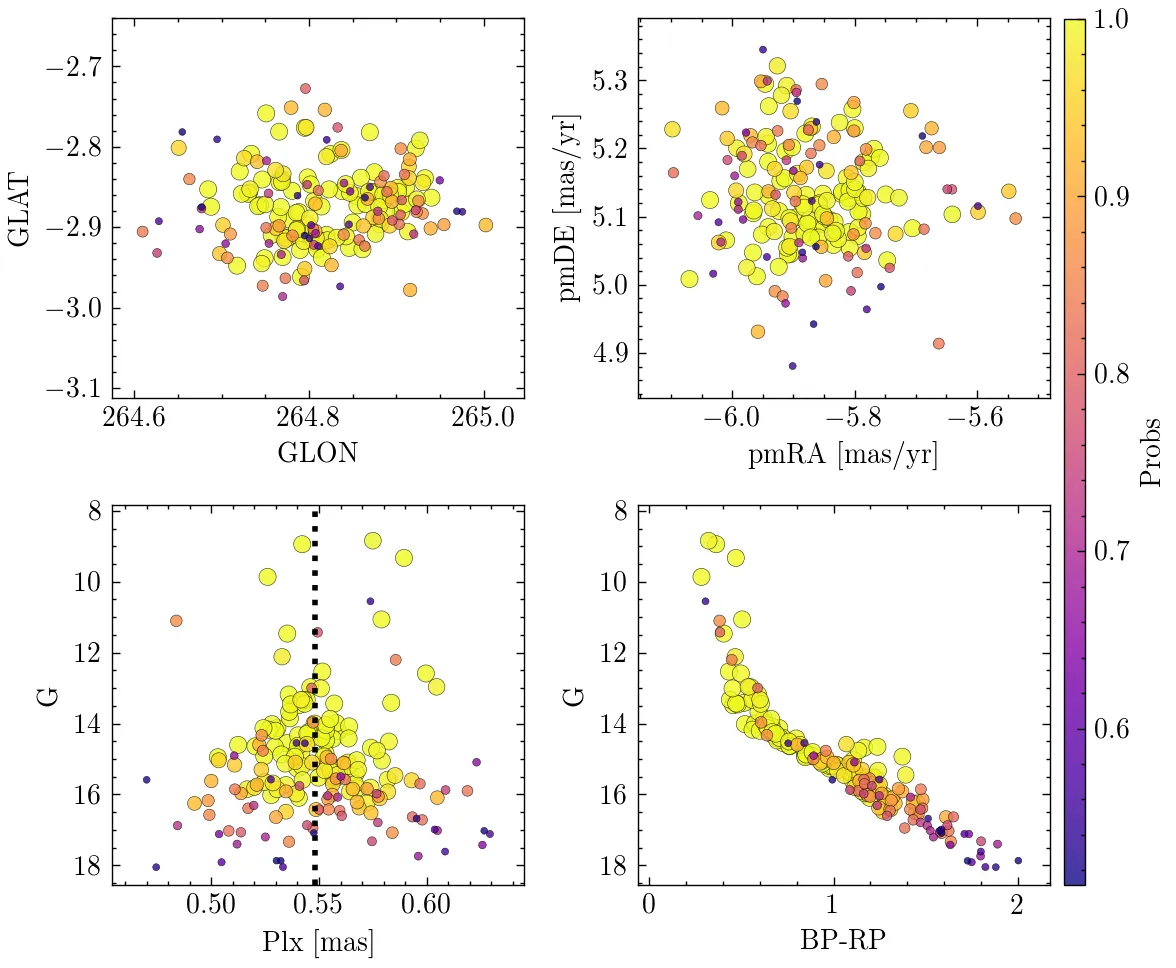 −2.7
−2.8
−2.9
−3.0
−3.1
GLAT
264.6 264.8 265.0
GLON
5.3
5.2
5.1
5.0
4.9
pmDE [mas/yr]
−6.0 −5.8 −5.6
pmRA [mas/yr]
8
10
12
14
16
18
G
0.50 0.55 0.60
Plx [mas]
8
10
12
14
16
18
G
0 1 2
BP-RP
1.0
0.9
0.8
0.7
0.6
Probs